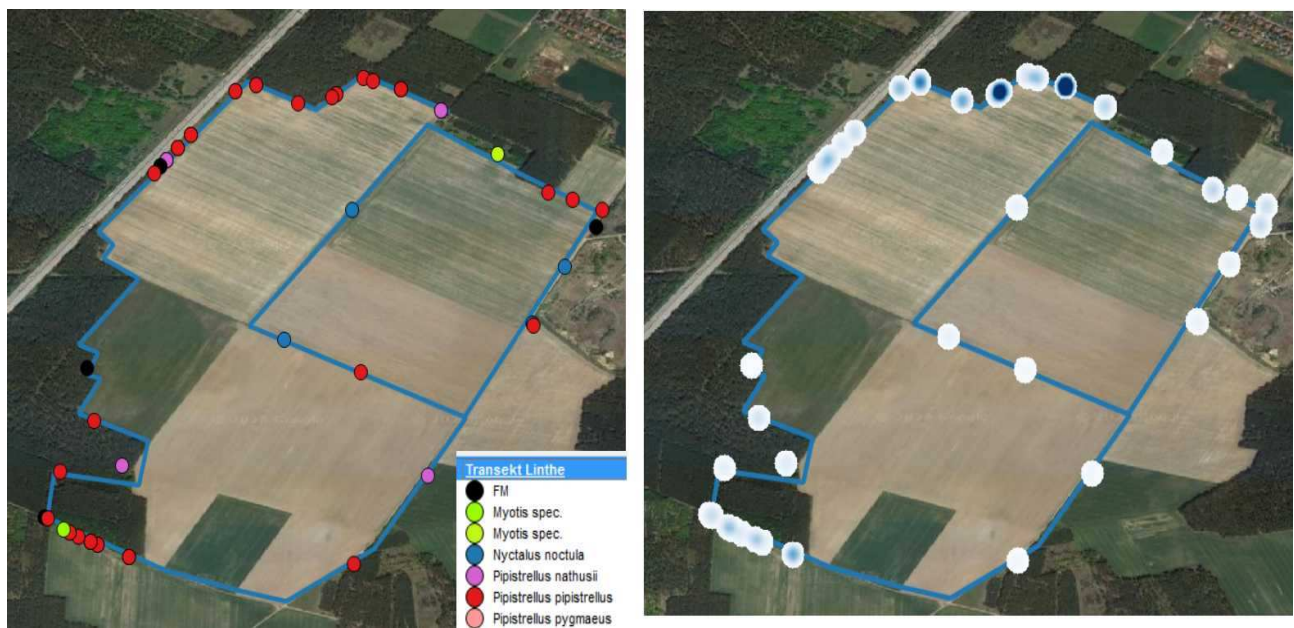 Transekt Linthe
FM
Myotis spec.
Myotis spec.
Nyctalus noctula
Pipistrellus nathusii
Pipistrellus pipistrellus
Pipistrellus pygmaeus